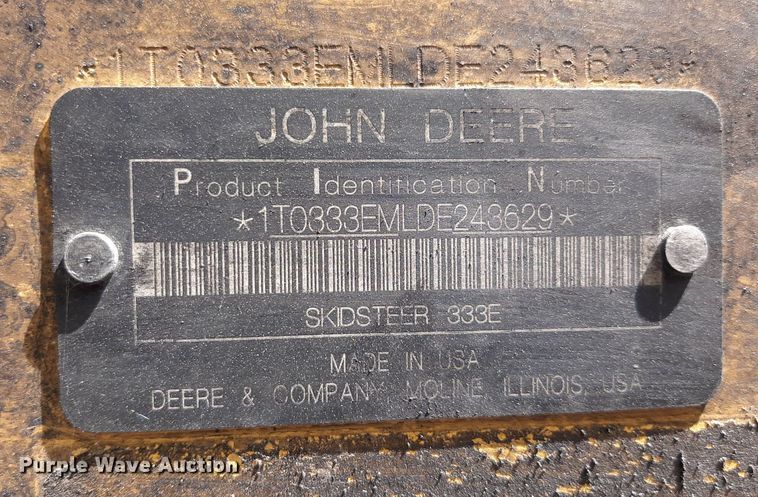 *1T0333EMLDE243629*
JOHN DEERE
Product Identification Number
*1T0333EMLDE243629*
SKIDSTEER 333E
MADE IN USA
DEERE & COMPANY MOLINE, ILLINOIS, USA
Purple Wave Auction